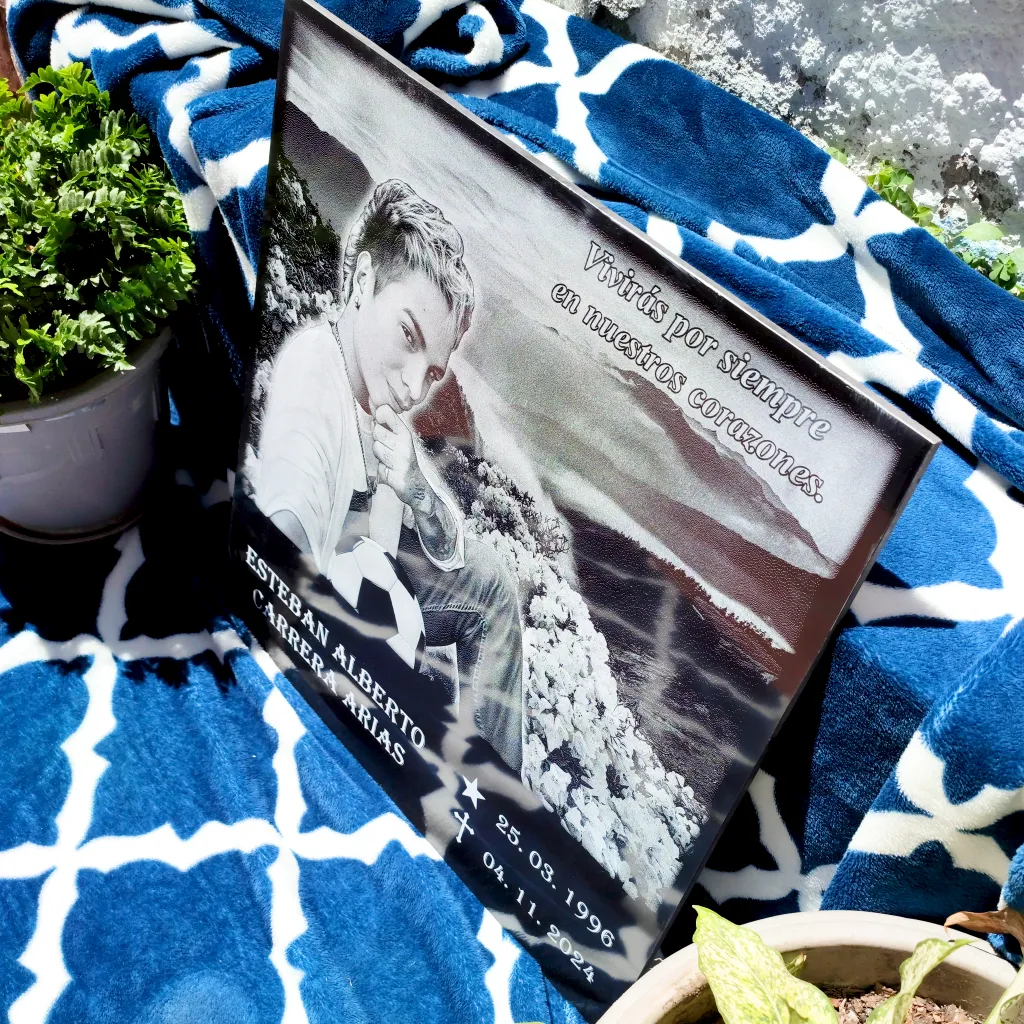 Vivirás por siempre
en nuestros corazones.
ESTEBAN ALBERTO
CARRERA ARIAS
25. 03. 1996
04. 11. 2024